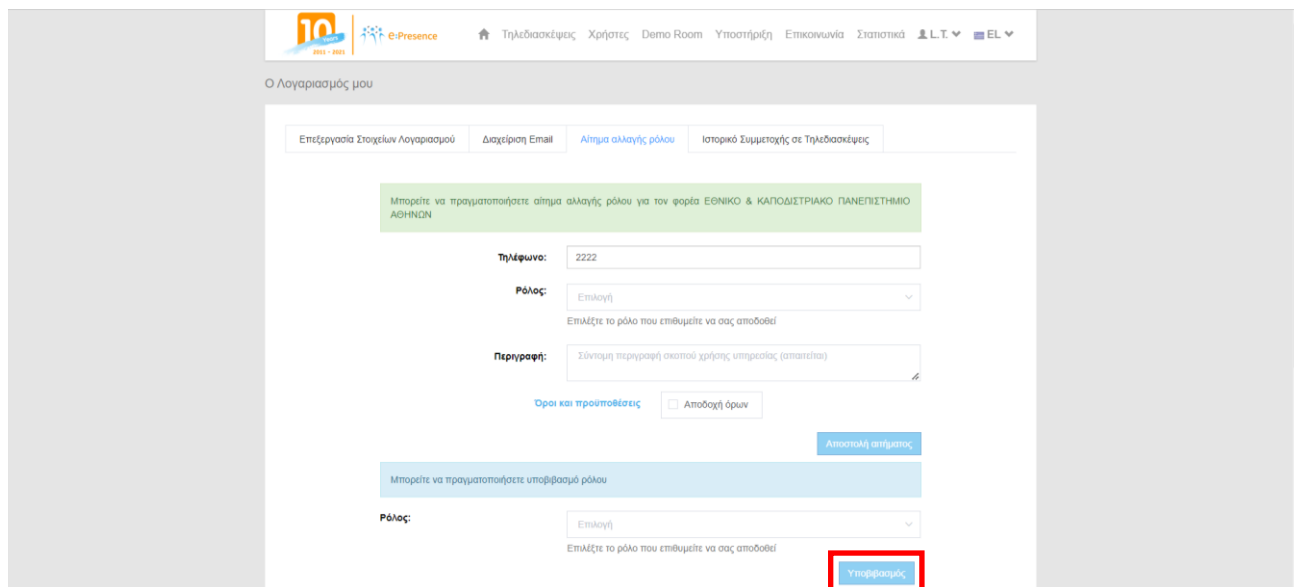 10
Years
2011 - 2021
e:Presence
Τηλεδιασκέψεις Χρήστες Demo Room Υποστήριξη Επικοινωνία Στατιστικά L.T. EL
Ο Λογαριασμός μου
Επεξεργασία Στοιχείων Λογαριασμού Διαχείριση Email Αίτημα αλλαγής ρόλου Ιστορικό Συμμετοχής σε Τηλεδιασκέψεις
Μπορείτε να πραγματοποιήσετε αίτημα αλλαγής ρόλου για τον φορέα ΕΘΝΙΚΟ & ΚΑΠΟΔΙΣΤΡΙΑΚΟ ΠΑΝΕΠΙΣΤΗΜΙΟ
ΑΘΗΝΩΝ
Τηλέφωνο: 2222
Ρόλος: Επιλογή
Επιλέξτε το ρόλο που επιθυμείτε να σας αποδοθεί
Περιγραφή: Σύντομη περιγραφή σκοπού χρήσης υπηρεσίας (απαιτείται)
Όροι και προϋποθέσεις Αποδοχή όρων
Αποστολή αιτήματος
Μπορείτε να πραγματοποιήσετε υποβιβασμό ρόλου
Ρόλος: Επιλογή
Επιλέξτε το ρόλο που επιθυμείτε να σας αποδοθεί
Υποβιβασμός